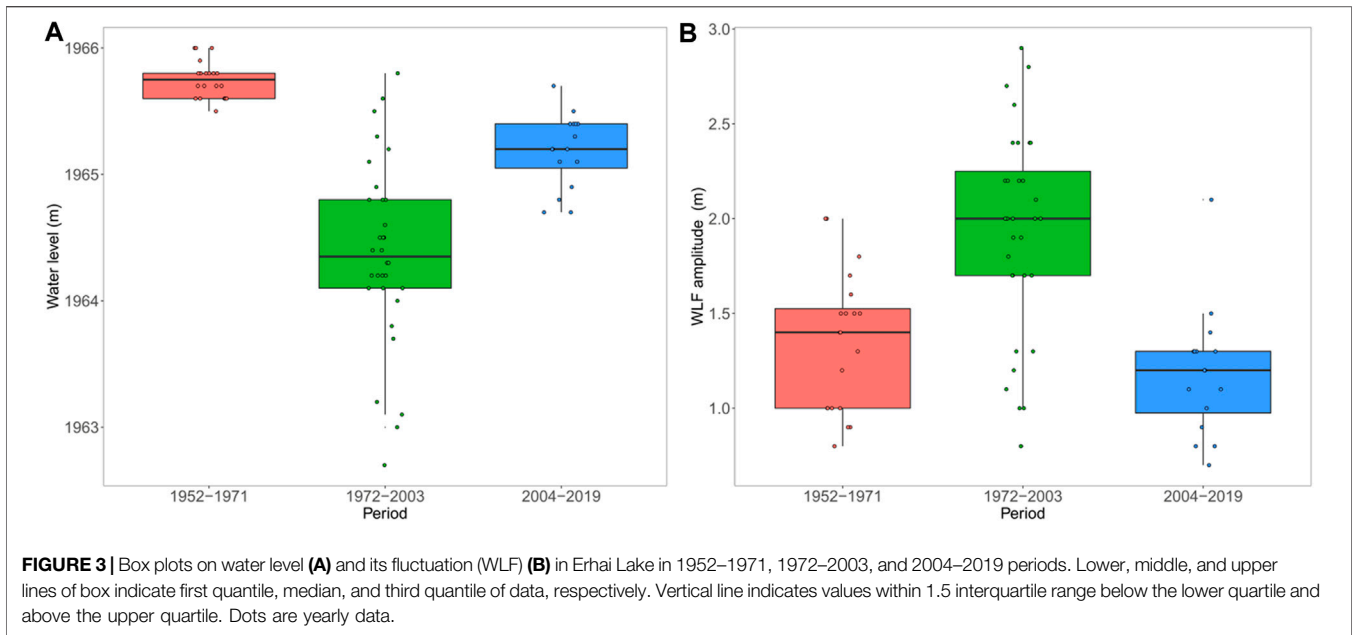 A
1966
1965
1964
1963
Water level (m)
1952–1971
1972–2003
2004–2019
Period
B
3.0
2.5
2.0
1.5
1.0
WLF amplitude (m)
1952–1971
1972–2003
2004–2019
Period
FIGURE 3 | Box plots on water level (A) and its fluctuation (WLF) (B) in Erhai Lake in 1952–1971, 1972–2003, and 2004–2019 periods. Lower, middle, and upper
lines of box indicate first quantile, median, and third quantile of data, respectively. Vertical line indicates values within 1.5 interquartile range below the lower quartile and
above the upper quartile. Dots are yearly data.